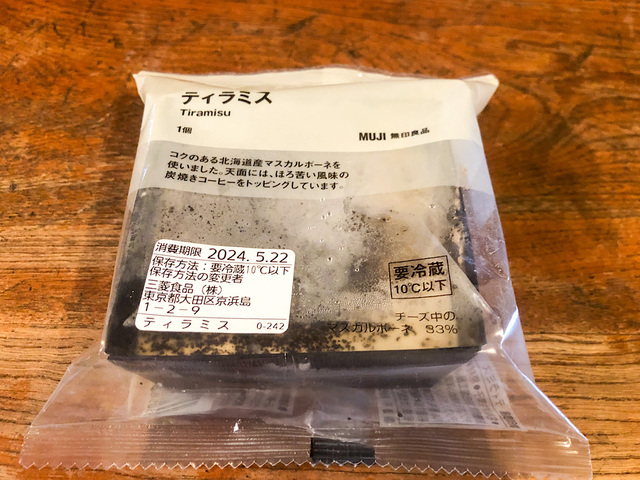 ティラミス
Tiramisu
1個
MUJI 無印良品
コクのある北海道産マスカルポーネを
使いました。天面には、ほろ苦い風味の
炭焼きコーヒーをトッピングしています。
消費期限 2024. 5.22
保存方法：要冷蔵10℃以下
保存方法の変更者
三菱食品（株）
東京都大田区京浜島
1－2－9
ティラミス 0-242
要冷蔵
10℃以下
チーズ中の
マスカルポーネ 83%